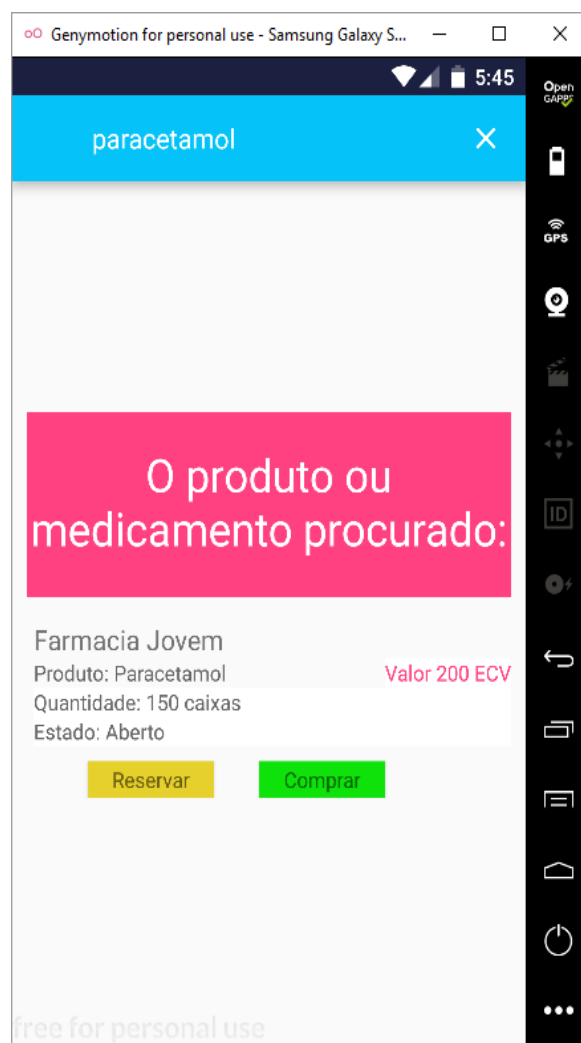 Genymotion for personal use - Samsung Galaxy S...
5:45
Open
GAPPS
paracetamol
GPS
O produto ou
medicamento procurado:
ID
Farmacia Jovem
Produto: Paracetamol Valor 200 ECV
Quantidade: 150 caixas
Estado: Aberto
Reservar Comprar
free for personal use